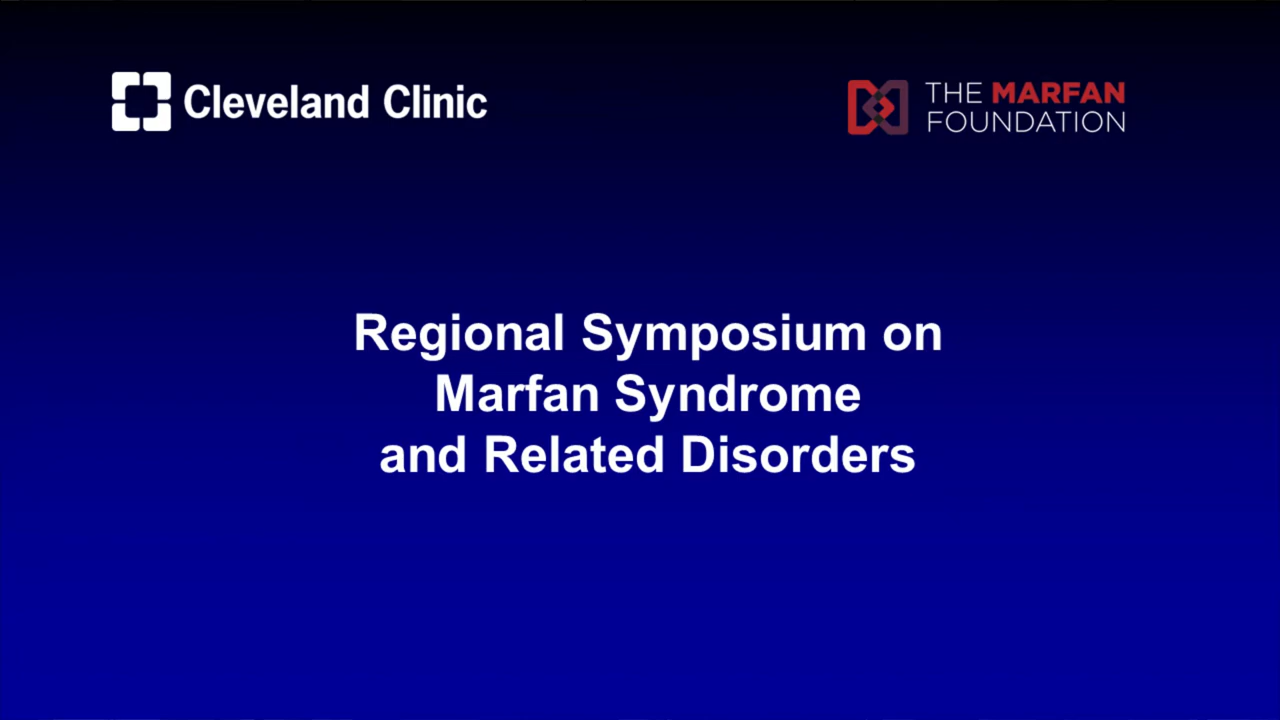 Cleveland Clinic
THE MARFAN
FOUNDATION
Regional Symposium on
Marfan Syndrome
and Related Disorders